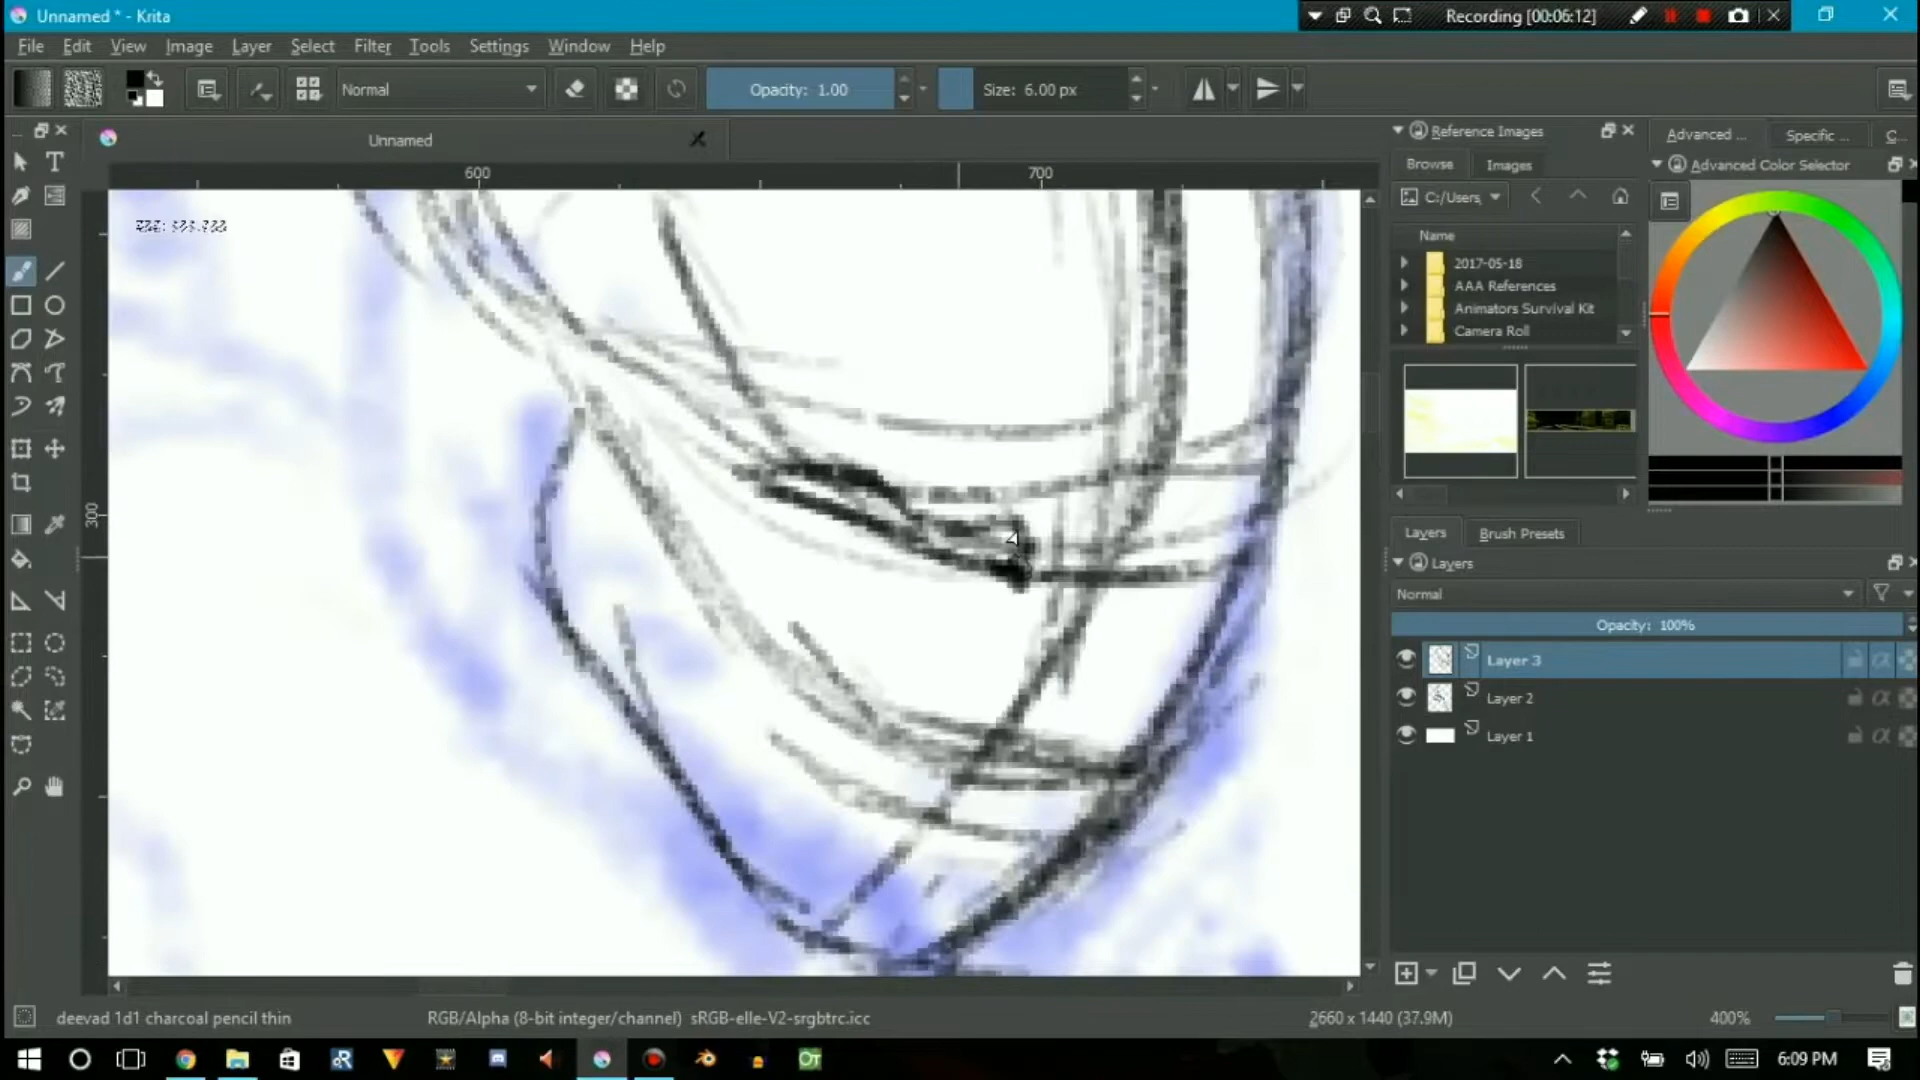 Unnamed * - Krita
Recording [00:06:12]
File Edit View Image Layer Select Filter Tools Settings Window Help
Normal
Opacity: 1.00
Size: 6.00 px
Unnamed
Reference Images
Advanced ...
Specific ...
C...
Browse
Images
Advanced Color Selector
C:/Users,
600
700
Name
2017-05-18
AAA References
Animators Survival Kit
Camera Roll
300
Layers
Brush Presets
Layers
Normal
Opacity: 100%
Layer 3
Layer 2
Layer 1
deevad 1d1 charcoal pencil thin
RGB/Alpha (8-bit integer/channel) sRGB-elle-V2-srgbtrc.icc
2660 x 1440 (37.9M)
400%
6:09 PM